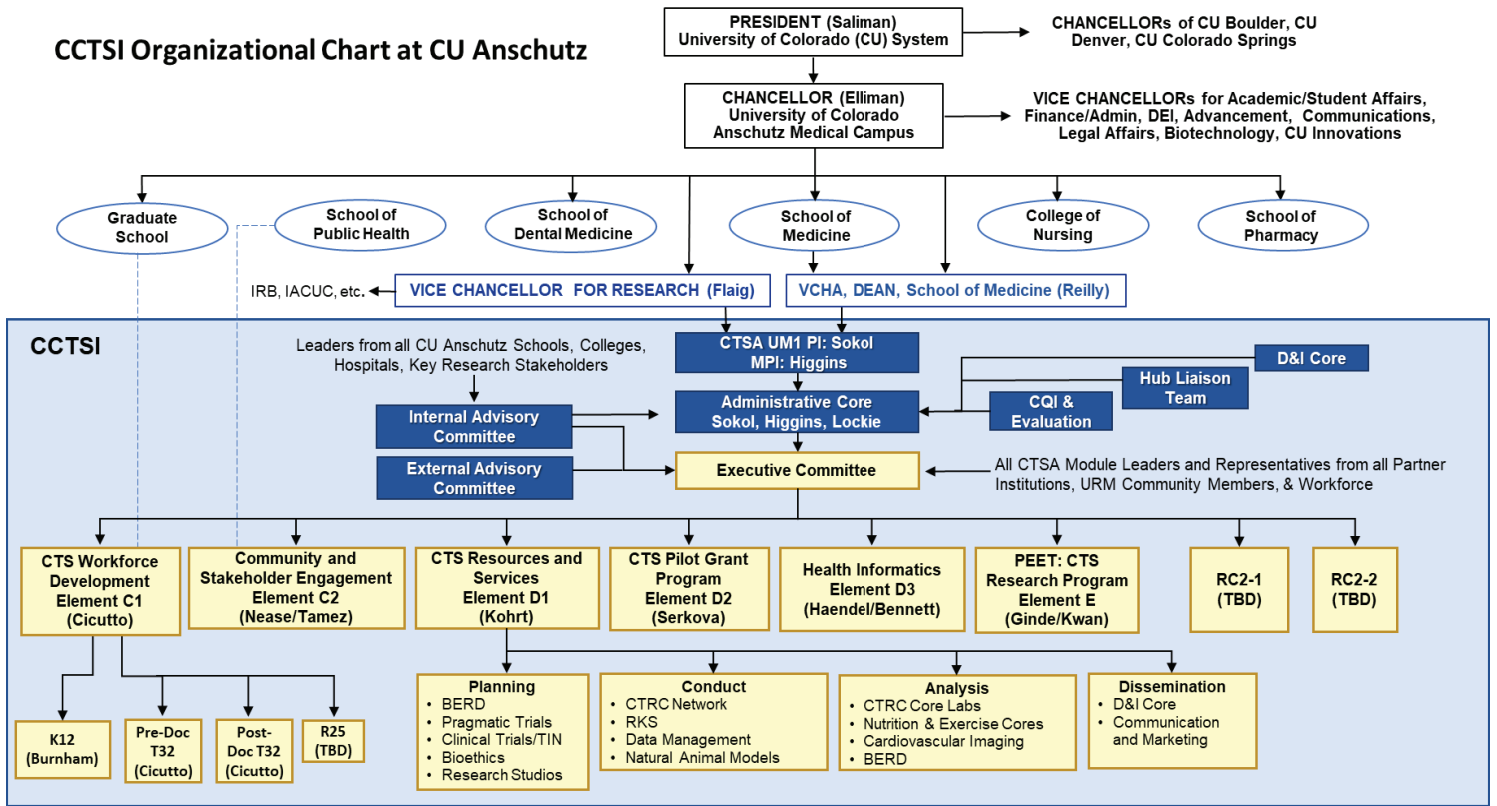 CCTSI Organizational Chart at CU Anschutz
PRESIDENT (Saliman)
University of Colorado (CU) System
CHANCELLORs of CU Boulder, CU
Denver, CU Colorado Springs
CHANCELLOR (Elliman)
University of Colorado
Anschutz Medical Campus
VICE CHANCELLORs for Academic/Student Affairs,
Finance/Admin, DEI, Advancement, Communications,
Legal Affairs, Biotechnology, CU Innovations
Graduate
School
School of
Public Health
School of
Dental Medicine
School of
Medicine
College of
Nursing
School of
Pharmacy
IRB, IACUC, etc.
VICE CHANCELLOR FOR RESEARCH (Flaig)
VCHA, DEAN, School of Medicine (Reilly)
CCTSI
Leaders from all CU Anschutz Schools, Colleges,
Hospitals, Key Research Stakeholders
CTSA UM1 PI: Sokol
MPI: Higgins
D&I Core
Hub Liaison
Team
CQI &
Evaluation
Internal Advisory
Committee
Administrative Core
Sokol, Higgins, Lockie
External Advisory
Committee
Executive Committee
All CTSA Module Leaders and Representatives from all Partner
Institutions, URM Community Members, & Workforce
CTS Workforce
Development
Element C1
(Cicutto)
Community and
Stakeholder Engagement
Element C2
(Nease/Tamez)
CTS Resources and
Services
Element D1
(Kohrt)
CTS Pilot Grant
Program
Element D2
(Serkova)
Health Informatics
Element D3
(Haendel/Bennett)
PEET: CTS
Research Program
Element E
(Ginde/Kwan)
RC2-1
(TBD)
RC2-2
(TBD)
K12
(Burnham)
Pre-Doc
T32
(Cicutto)
Post-
Doc T32
(Cicutto)
R25
(TBD)
Planning
• BERD
• Pragmatic Trials
• Clinical Trials/TIN
• Bioethics
• Research Studios
Conduct
• CTRC Network
• RKS
• Data Management
• Natural Animal Models
Analysis
• CTRC Core Labs
• Nutrition & Exercise Cores
• Cardiovascular Imaging
• BERD
Dissemination
• D&I Core
• Communication
and Marketing